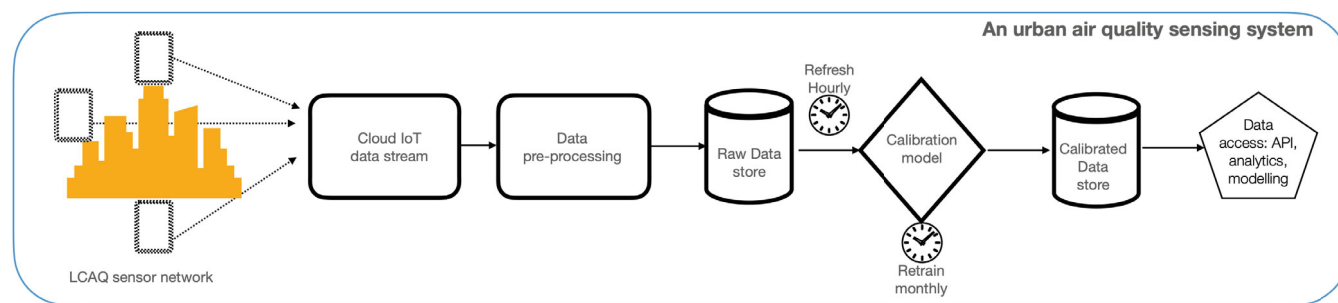 An urban air quality sensing system
LCAQ sensor network
Cloud IoT
data stream
Data
pre-processing
Raw Data
store
Refresh
Hourly
Calibration
model
Retrain
monthly
Calibrated
Data
store
Data
access: API,
analytics,
modelling